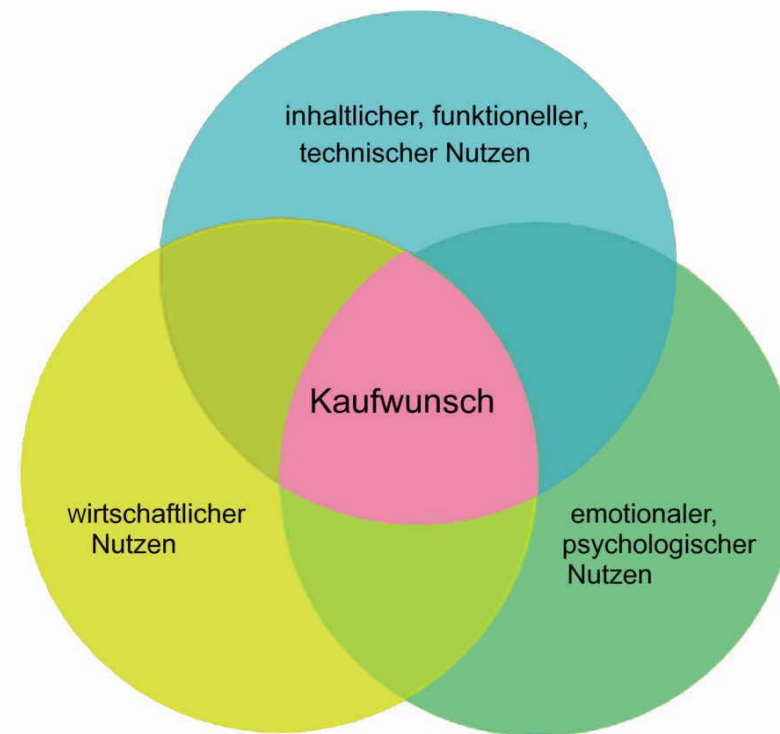 inhaltlicher, funktioneller,
technischer Nutzen
Kaufwunsch
wirtschaftlicher
Nutzen
emotionaler,
psychologischer
Nutzen